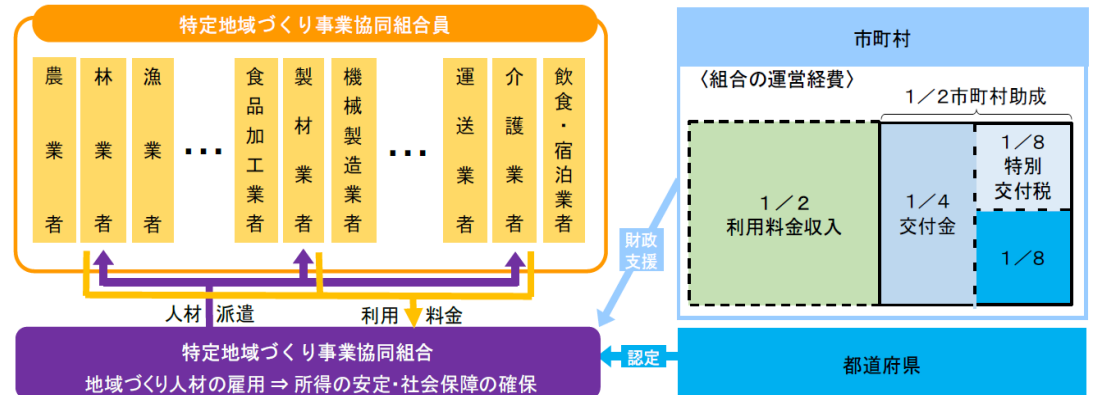 特定地域づくり事業協同組合員
農業者
林業者
漁業者
・・・
食品加工業者
製材業者
機械製造業者
・・・
運送業者
介護業者
飲食・宿泊業者
人材派遣
利用料金
特定地域づくり事業協同組合
地域づくり人材の雇用 ⇒ 所得の安定・社会保障の確保
市町村
〈組合の運営経費〉
1/2市町村助成
1/2
利用料金収入
1/4
交付金
1/8
特別
交付税
1/8
財政
支援
認定
都道府県